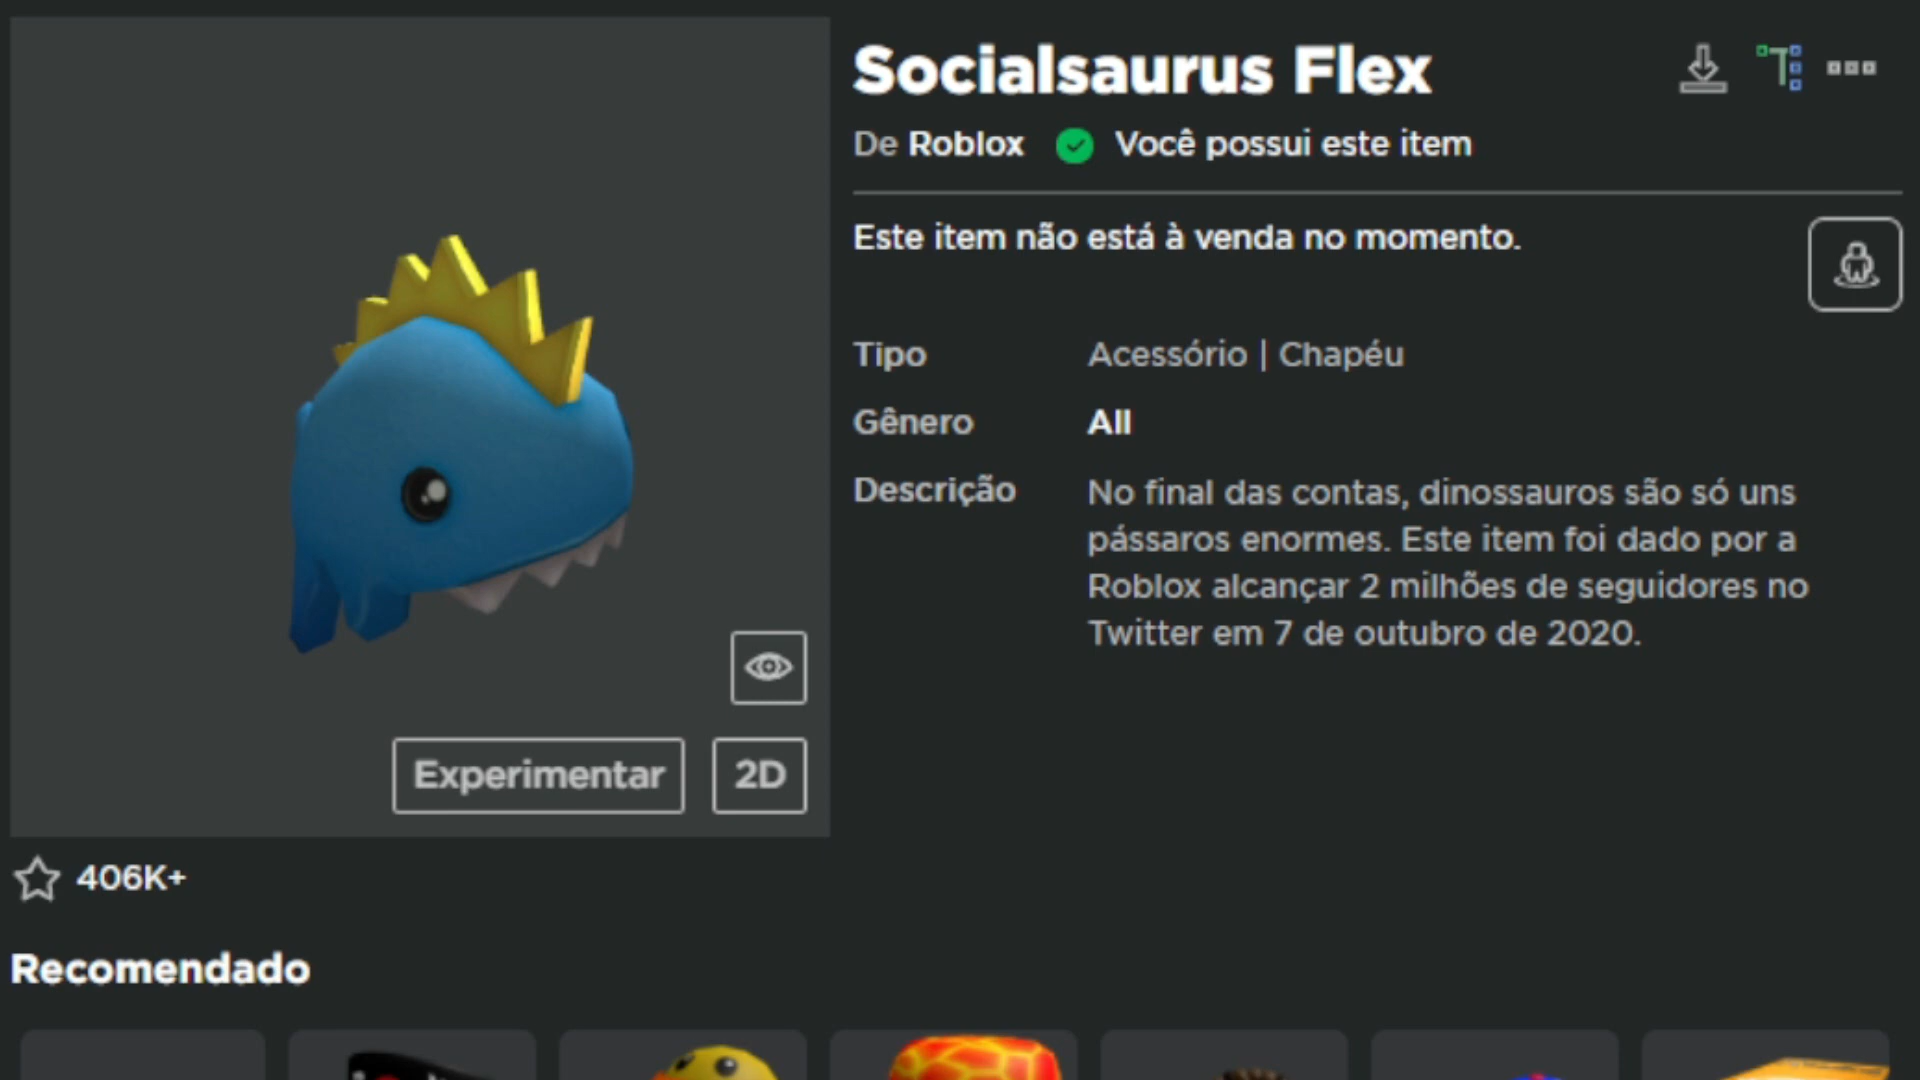 Socialsaurus Flex
De Roblox Você possui este item
Este item não está à venda no momento.
Tipo Acessório | Chapéu
Gênero All
Descrição No final das contas, dinossauros são só uns
pássaros enormes. Este item foi dado por a
Roblox alcançar 2 milhões de seguidores no
Twitter em 7 de outubro de 2020.
Experimentar 2D
406K+
Recomendado